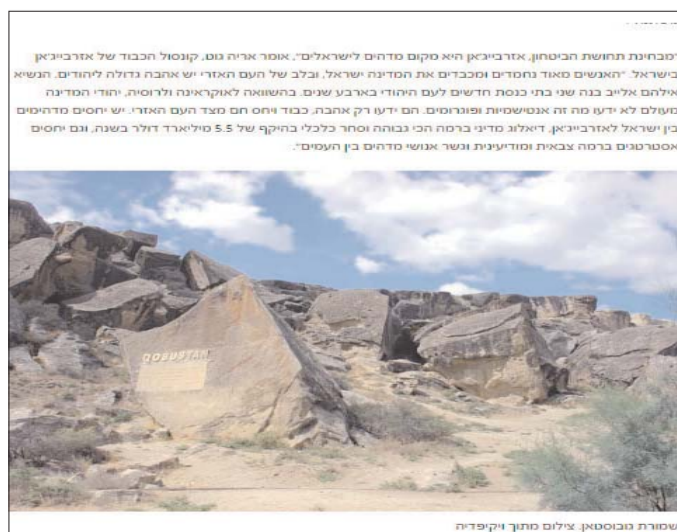 "מבחינת תחושת הביטחון, אזרבייג'אן היא מקום מדהים לישראלים", אומר אריה גוט, קונסול הכבוד של אזרבייג'אן
בישראל. "האנשים מאוד נחמדים ומכבדים את המדינה ישראל, ובלב של העם האזרי יש אהבה גדולה ליהודים. הנשיא
אילהם אלייב בנה שני בתי כנסת חדשים לעם היהודי בארבע שנים. בהשוואה לאוקראינה ולרוסיה, יהודי המדינה
מעולם לא ידעו מה זה אנטישמיות ופוגרומים. הם ידעו רק אהבה, כבוד ויחס חם מצד העם האזרי. יש יחסים מדהימים
בין ישראל לאזרבייג'אן, דיאלוג מדיני ברמה הכי גבוהה וסחר כלכלי בהיקף של 5.5 מיליארד דולר בשנה, וגם יחסים
אסטרטגים ברמה צבאית ומודיעינית וגשר אנושי מדהים בין העמים".
QOBUSTAN
שמורת גובוסטאן. צילום מתוך ויקיפדיה